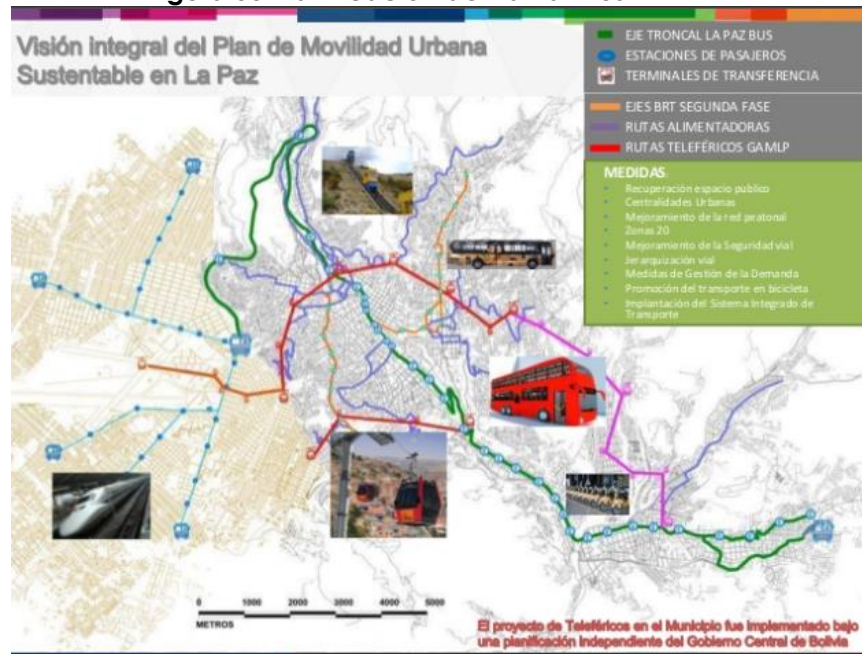 Visión integral del Plan de Movilidad Urbana
Sustentable en La Paz
EJE TRONCAL LA PAZ BUS
ESTACIONES DE PASAJEROS
TERMINALES DE TRANSFERENCIA
EJES BRT SEGUNDA FASE
RUTAS ALIMENTADORAS
RUTAS TELEFÉRICOS GAMLP
MEDIDAS:
Recuperación espacio publico
Centralidades Urbanas
Mejoramiento de la red peatonal
Zonas 20
Mejoramiento de la Seguridad vial
Jerarquización vial
Medidas de Gestión de la Demanda
Promoción del transporte en bicicleta
Implantación del Sistema Integrado de
Transporte
0 1000 2000 3000 4000 5000
METROS
El proyecto de Teleféricos en el Municipio fue implementado bajo
una planificación independiente del Gobierno Central de Bolivia